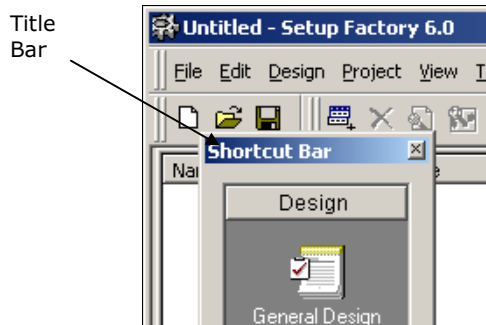 Title
Bar
Untitled - Setup Factory 6.0
File Edit Design Project View
Shortcut Bar
Design
General Design